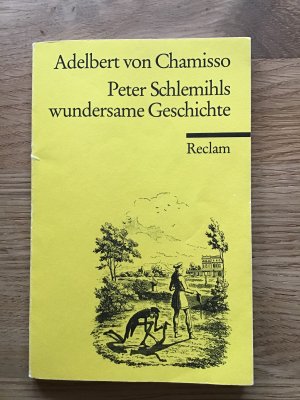 Adelbert von Chamisso
Peter Schlemihls
wundersame Geschichte
Reclam